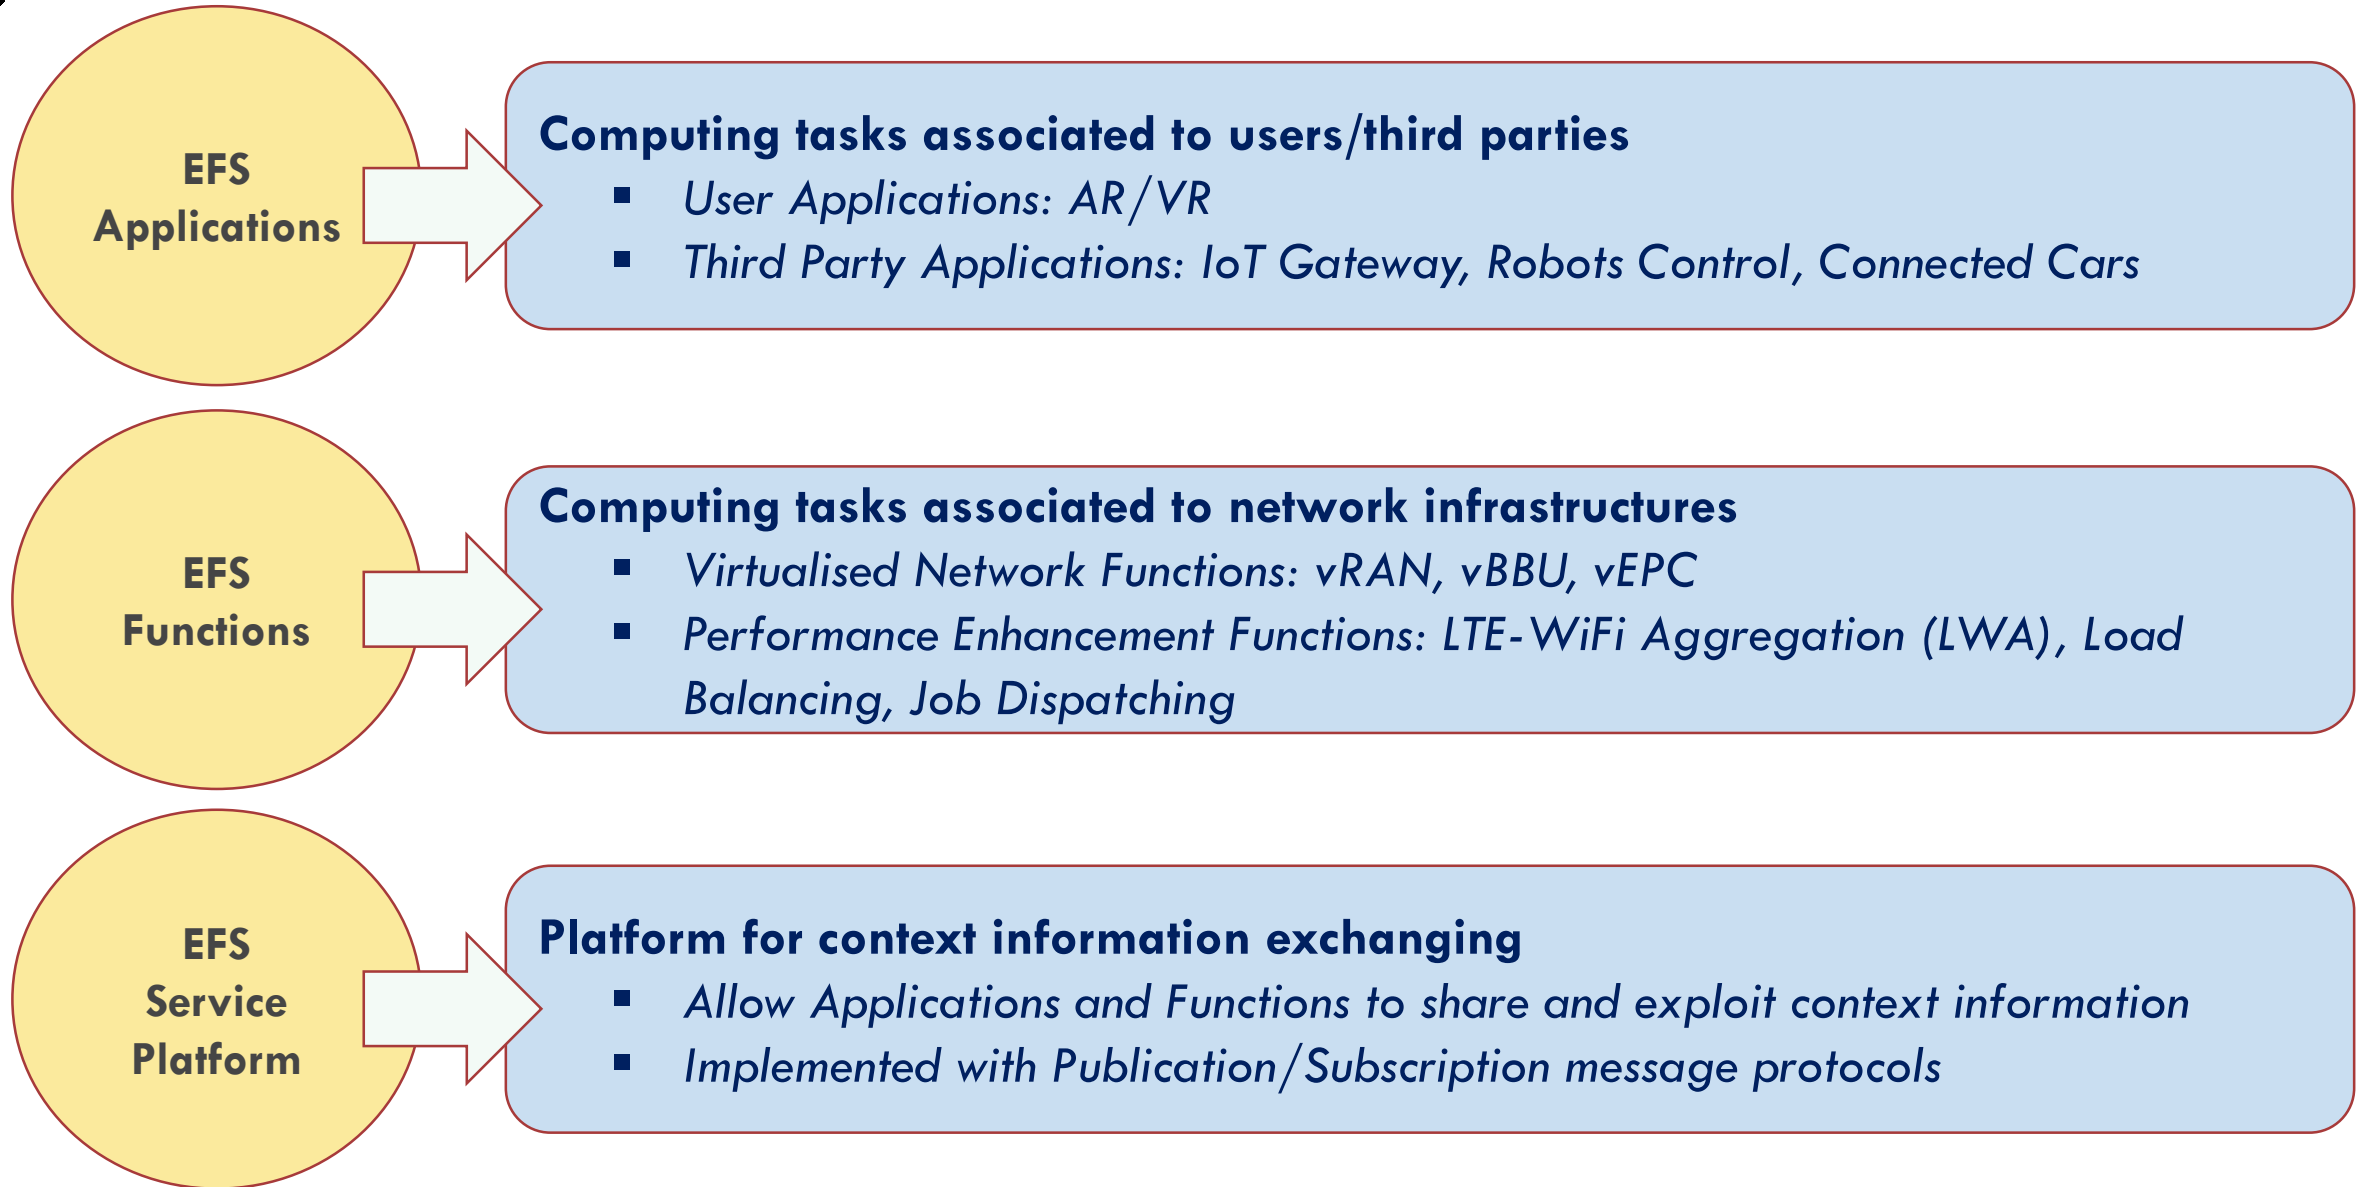 EFS
Applications
Computing tasks associated to users/third parties
▪ User Applications: AR/VR
▪ Third Party Applications: IoT Gateway, Robots Control, Connected Cars
EFS
Functions
Computing tasks associated to network infrastructures
▪ Virtualised Network Functions: vRAN, vBBU, vEPC
▪ Performance Enhancement Functions: LTE-WiFi Aggregation (LWA), Load
Balancing, Job Dispatching
EFS
Service
Platform
Platform for context information exchanging
▪ Allow Applications and Functions to share and exploit context information
▪ Implemented with Publication/Subscription message protocols